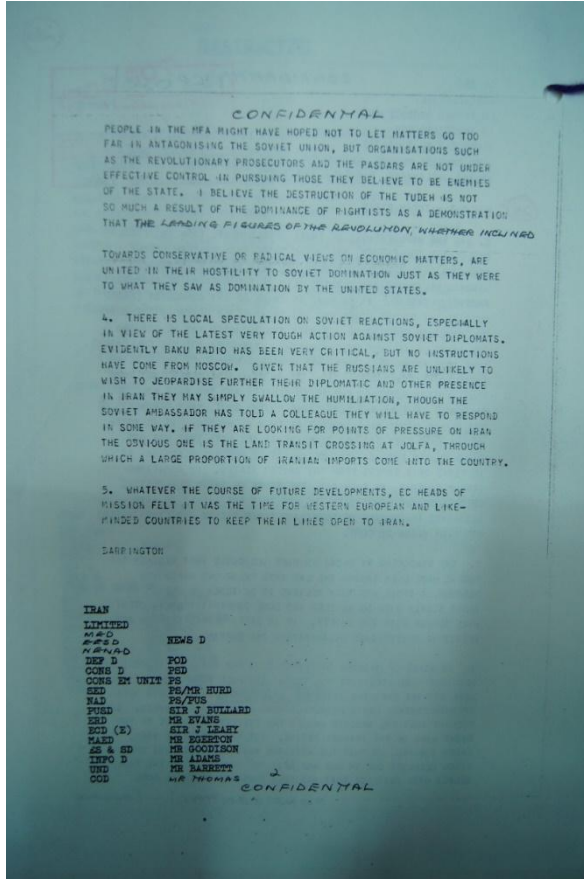 CONFIDENTIAL
PEOPLE IN THE MFA MIGHT HAVE HOPED NOT TO LET MATTERS GO TOO
FAR IN ANTAGONISING THE SOVIET UNION, BUT ORGANISATIONS SUCH
AS THE REVOLUTIONARY PROSECUTORS AND THE PASDARS ARE NOT UNDER
EFFECTIVE CONTROL IN PURSUING THOSE THEY BELIEVE TO BE ENEMIES
OF THE STATE. I BELIEVE THE DESTRUCTION OF THE TUDEH IS NOT
SO MUCH A RESULT OF THE DOMINANCE OF RIGHTISTS AS A DEMONSTRATION
THAT THE LEADING FIGURES OF THE REVOLUTION, WHETHER INCLINED
TOWARDS CONSERVATIVE OR RADICAL VIEWS ON ECONOMIC MATTERS, ARE
UNITED IN THEIR HOSTILITY TO SOVIET DOMINATION JUST AS THEY WERE
TO WHAT THEY SAW AS DOMINATION BY THE UNITED STATES.
4. THERE IS LOCAL SPECULATION ON SOVIET REACTIONS, ESPECIALLY
IN VIEW OF THE LATEST VERY TOUGH ACTION AGAINST SOVIET DIPLOMATS.
EVIDENTLY BAKU RADIO HAS BEEN VERY CRITICAL, BUT NO INSTRUCTIONS
HAVE COME FROM MOSCOW. GIVEN THAT THE RUSSIANS ARE UNLIKELY TO
WISH TO JEOPARDISE FURTHER THEIR DIPLOMATIC AND OTHER PRESENCE
IN IRAN THEY MAY SIMPLY SWALLOW THE HUMILIATION, THOUGH THE
SOVIET AMBASSADOR HAS TOLD A COLLEAGUE THEY WILL HAVE TO RESPOND
IN SOME WAY. IF THEY ARE LOOKING FOR POINTS OF PRESSURE ON IRAN
THE OBVIOUS ONE IS THE LAND TRANSIT CROSSING AT JOLFA, THROUGH
WHICH A LARGE PROPORTION OF IRANIAN IMPORTS COME INTO THE COUNTRY.
5. WHATEVER THE COURSE OF FUTURE DEVELOPMENTS, EC HEADS OF
MISSION FELT IT WAS THE TIME FOR WESTERN EUROPEAN AND LIKE-
MINDED COUNTRIES TO KEEP THEIR LINES OPEN TO IRAN.
BARRINGTON
IRAN
LIMITED
MED
EESD NEWS D
NENAD
DEF D POD
CONS D PSD
CONS EM UNIT PS
SED PS/MR HURD
NAD PS/PUS
PUSD SIR J BULLARD
ERD MR EVANS
ECD (E) SIR J LEAHY
MAED MR EGERTON
ES & SD MR GOODISON
INFO D MR ADAMS
UND MR BARRETT
COD MR THOMAS
2
CONFIDENTIAL